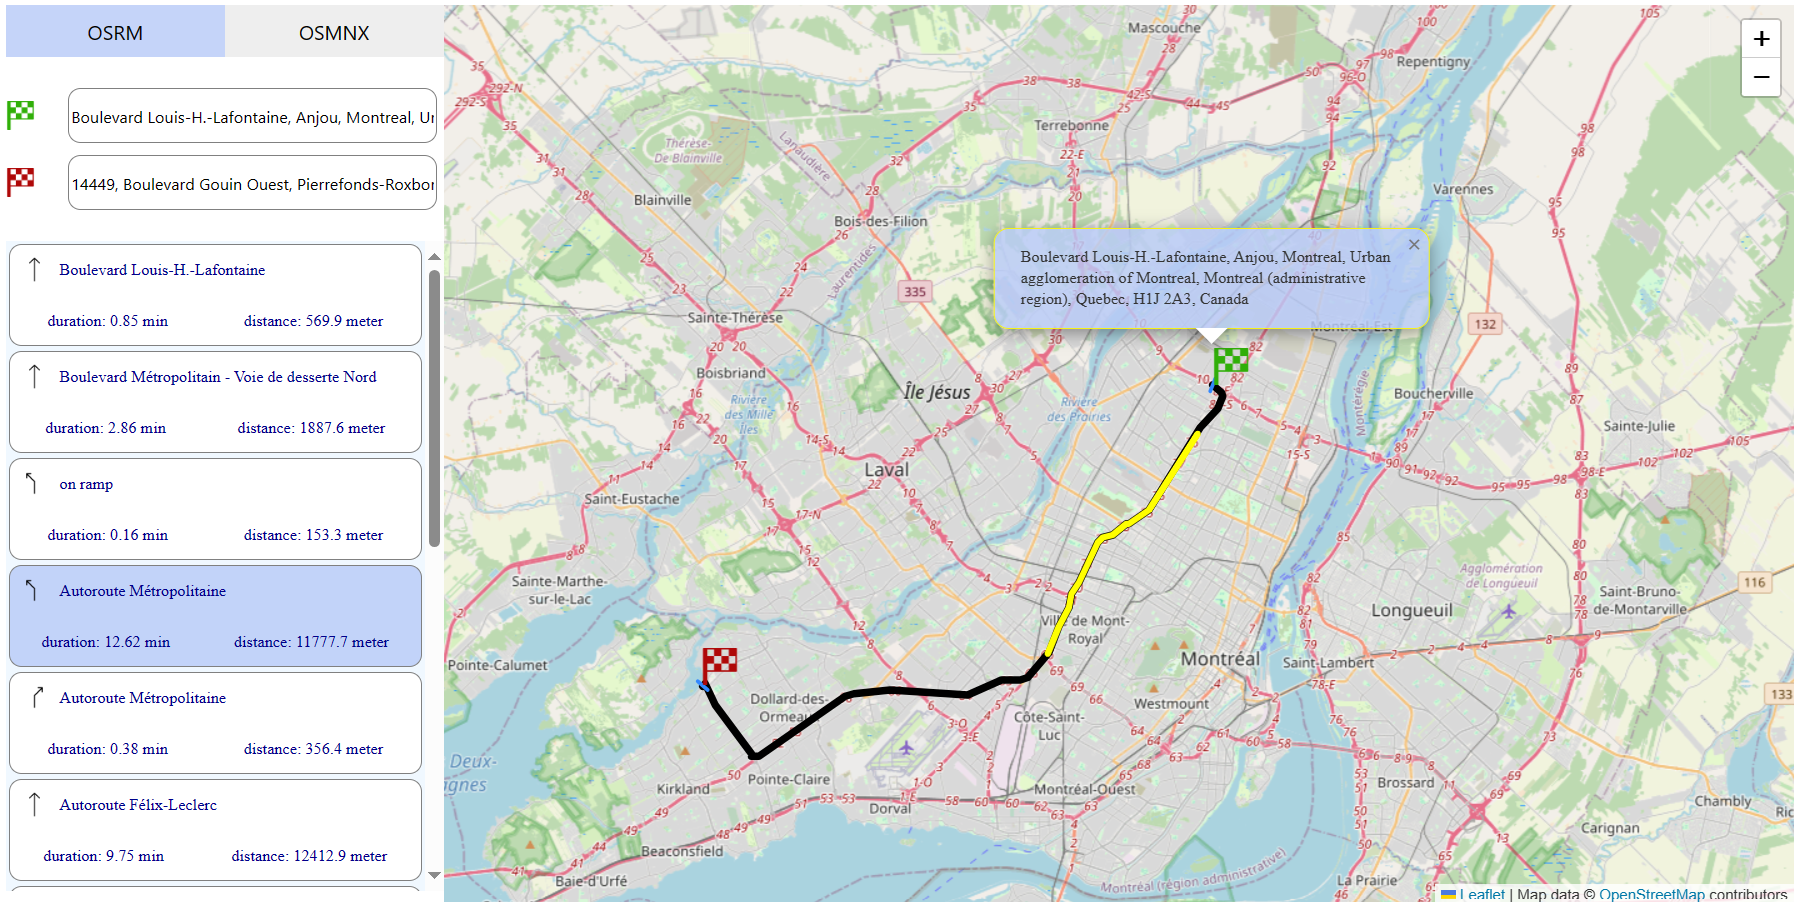 OSRM
OSMNX
Boulevard Louis-H.-Lafontaine, Anjou, Montreal, Ur
14449, Boulevard Gouin Ouest, Pierrefonds-Roxbor
Boulevard Louis-H.-Lafontaine
duration: 0.85 min
distance: 569.9 meter
Boulevard Métropolitain - Voie de desserte Nord
duration: 2.86 min
distance: 1887.6 meter
on ramp
duration: 0.16 min
distance: 153.3 meter
Autoroute Métropolitaine
duration: 12.62 min
distance: 11777.7 meter
Autoroute Métropolitaine
duration: 0.38 min
distance: 356.4 meter
Autoroute Félix-Leclerc
duration: 9.75 min
distance: 12412.9 meter
Boulevard Louis-H.-Lafontaine, Anjou, Montreal, Urban
agglomeration of Montreal, Montreal (administrative
region), Quebec, H1J 2A3, Canada
×
+
−
Mascouche
Repentigny
Terrebonne
Thérèse-
De Blainville
Lanaudière
Laurentides
Blainville
Bois-des-Filion
Varennes
335
132
Sainte-Thérèse
Montréal-Est
Boisbriand
Rivière
des Mille
Îles
Île Jésus
Rivière
des Prairies
Montérégie
Boucherville
Sainte-Julie
Laval
Saint-Eustache
Sainte-Marthe-
sur-le-Lac
Agglomération
de Longueuil
116
Saint-Bruno-
de-Montarville
Longueuil
Ville de Mont-
Royal
Pointe-Calumet
Montréal
Saint-Lambert
Dollard-des-
Ormeaux
Westmount
133
Côte-Saint-
Luc
Deux-
agnes
Kirkland
Pointe-Claire
Dorval
Montréal-Ouest
Brossard
Chambly
Ric
Carignan
Beaconsfield
Baie-d'Urfé
Montréal (région administrative)
La Prairie
Leaflet | Map data © OpenStreetMap contributors